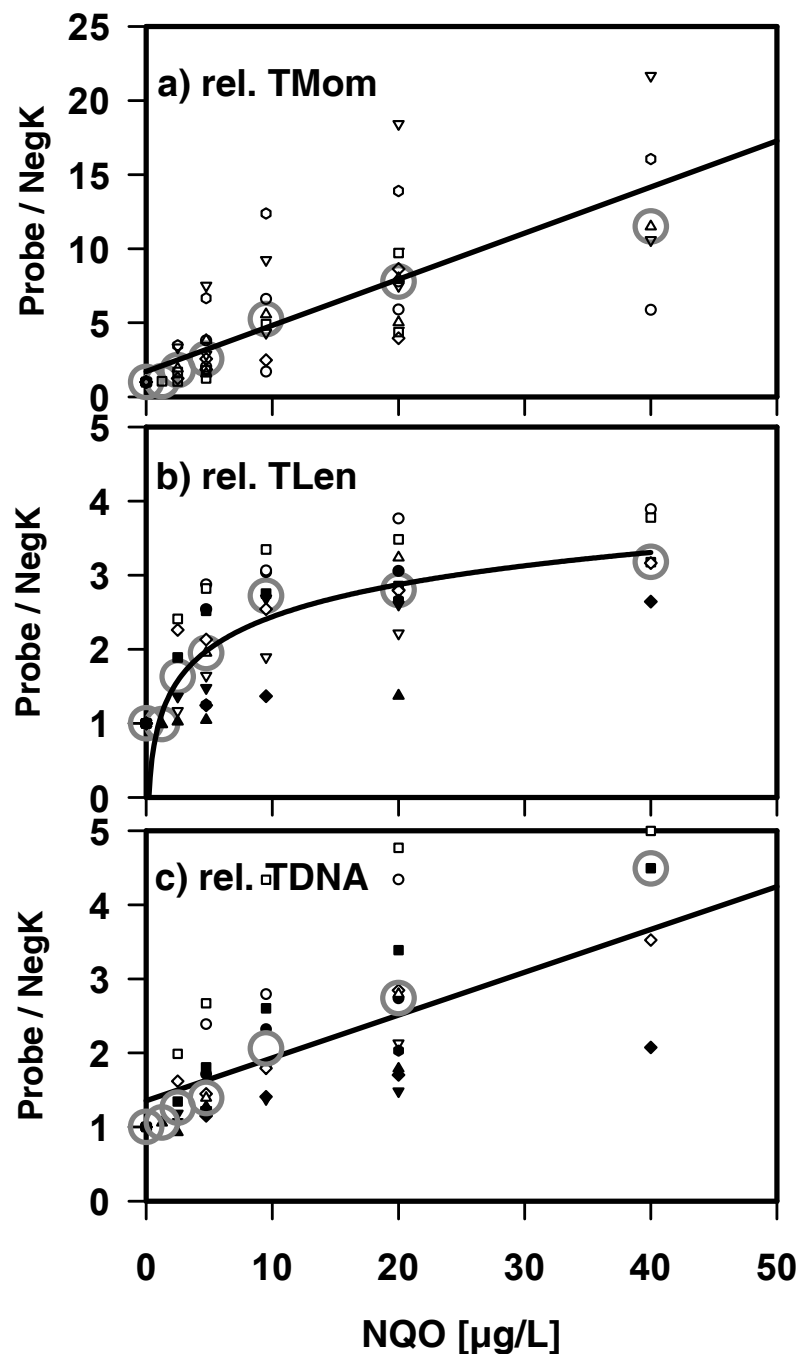 25
20
15
10
5
0
Probe / NegK
a) rel. TMom
5
4
3
2
1
0
Probe / NegK
b) rel. TLen
5
4
3
2
1
0
Probe / NegK
c) rel. TDNA
0 10 20 30 40 50
NQO [µg/L]